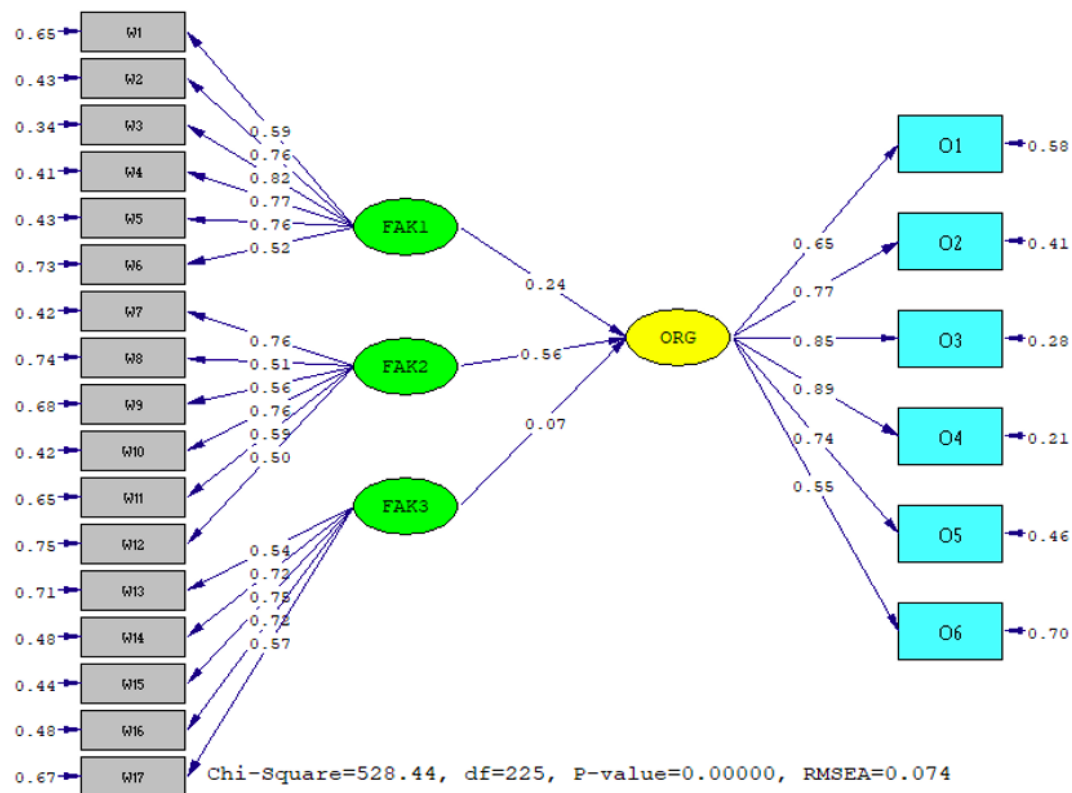 0.65 W1
0.43 W2
0.34 W3
0.41 W4
0.43 W5
0.73 W6
0.42 W7
0.74 W8
0.68 W9
0.42 W10
0.65 W11
0.75 W12
0.71 W13
0.48 W14
0.44 W15
0.48 W16
0.67 W17
0.59
0.76
0.82
0.77
0.76
0.52
0.76
0.51
0.56
0.76
0.59
0.50
0.54
0.72
0.75
0.72
0.57
FAK1
FAK2
FAK3
0.24
0.56
0.07
ORG
0.65
0.77
0.85
0.89
0.74
0.55
O1 0.58
O2 0.41
O3 0.28
O4 0.21
O5 0.46
O6 0.70
Chi-Square=528.44, df=225, P-value=0.00000, RMSEA=0.074